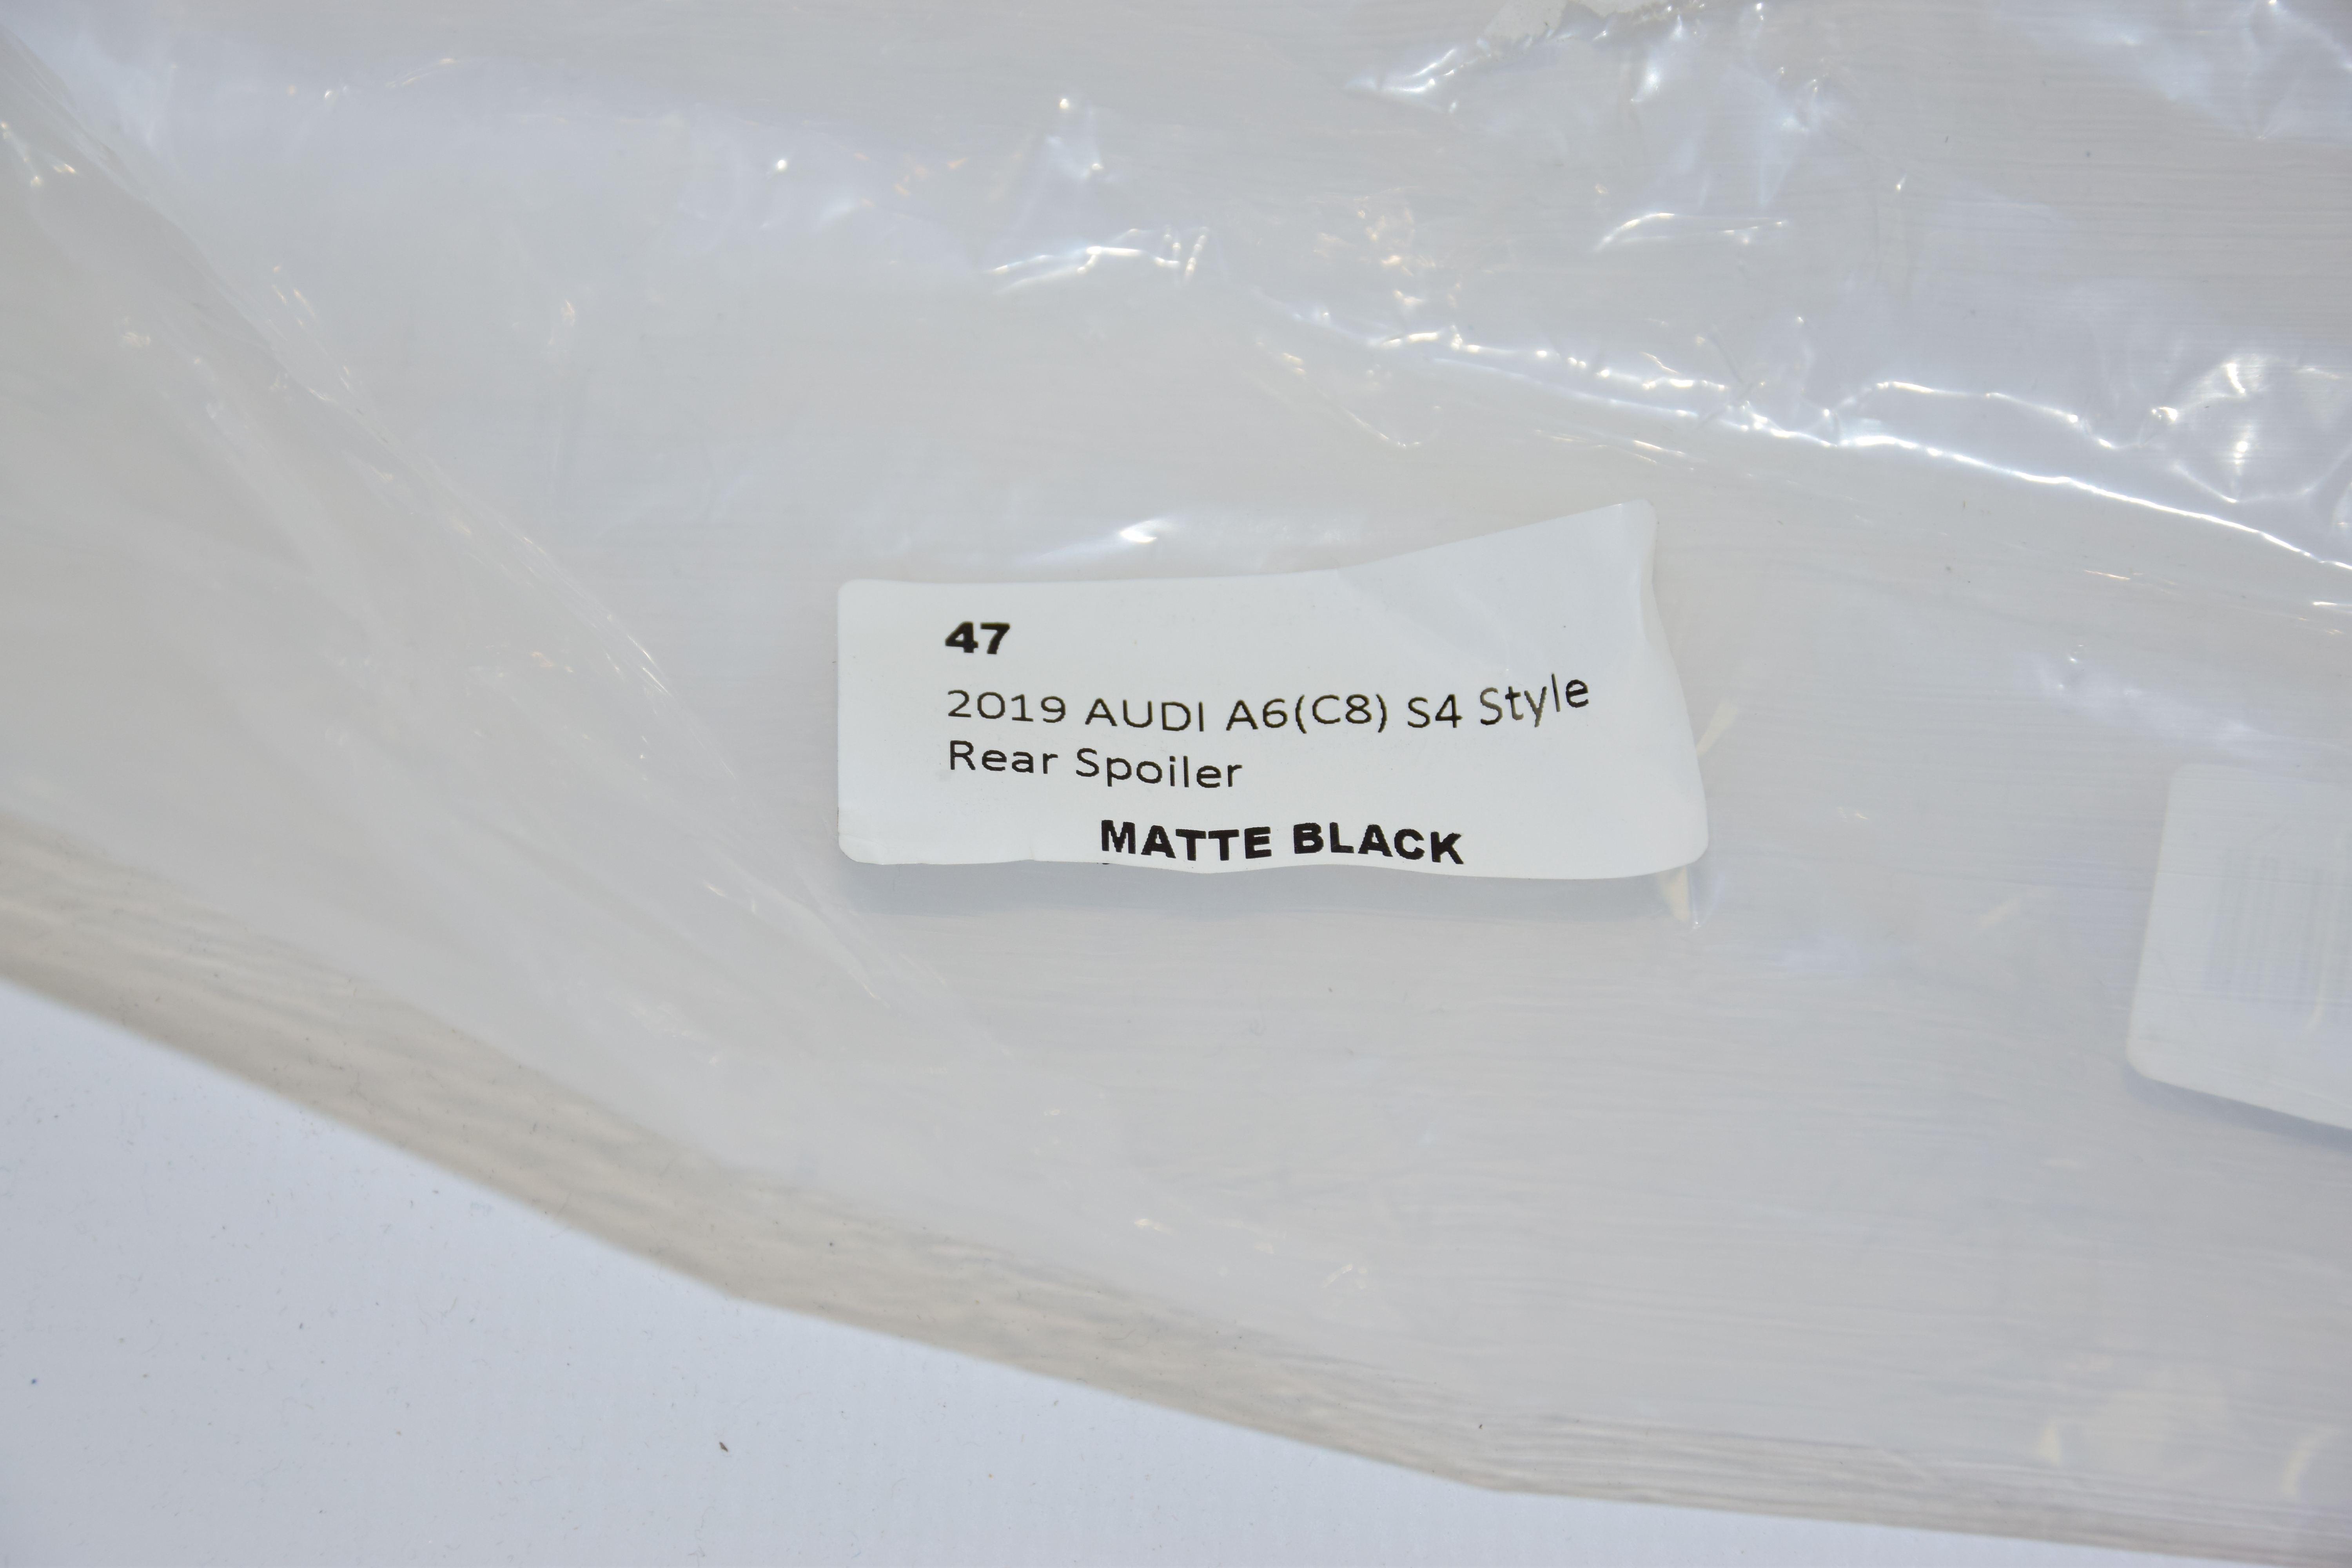 47
2019 AUDI A6(C8) S4 Style
Rear Spoiler
MATTE BLACK